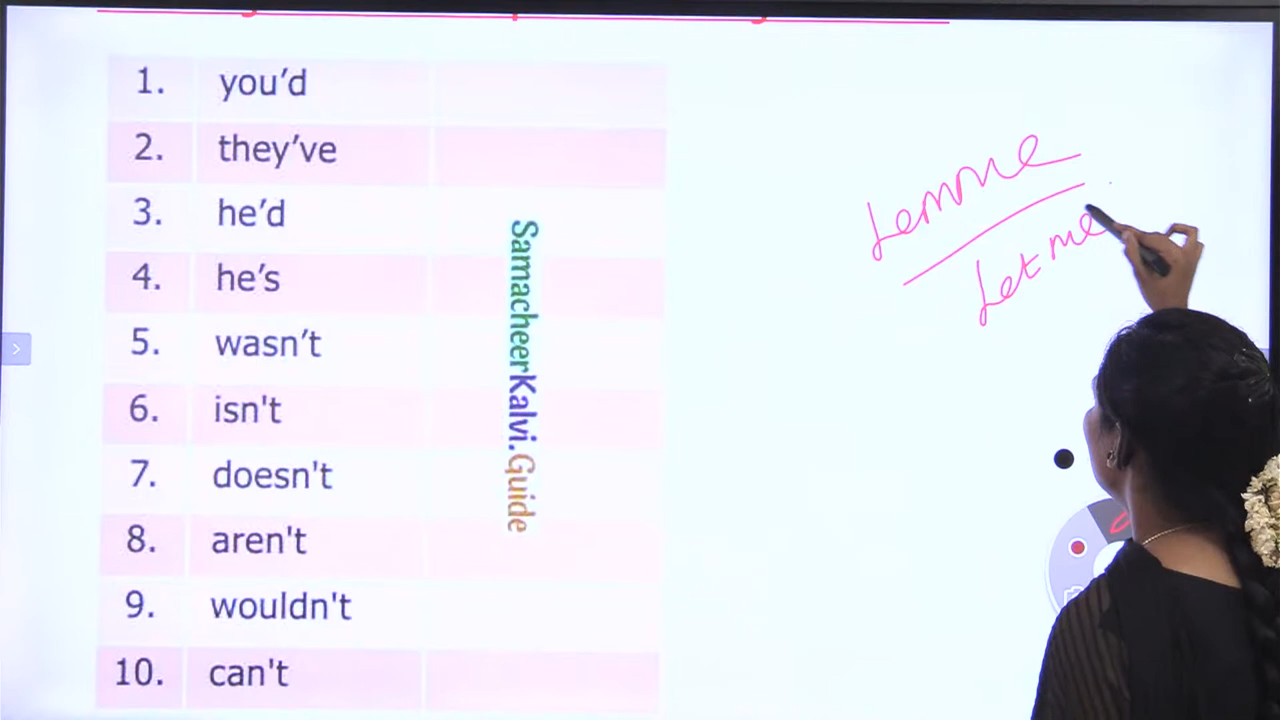 1. you’d
2. they’ve
3. he’d
4. he’s
5. wasn’t
6. isn't
7. doesn't
8. aren't
9. wouldn't
10. can't
SamacheerKalvi.Guide
Lemme
Let me